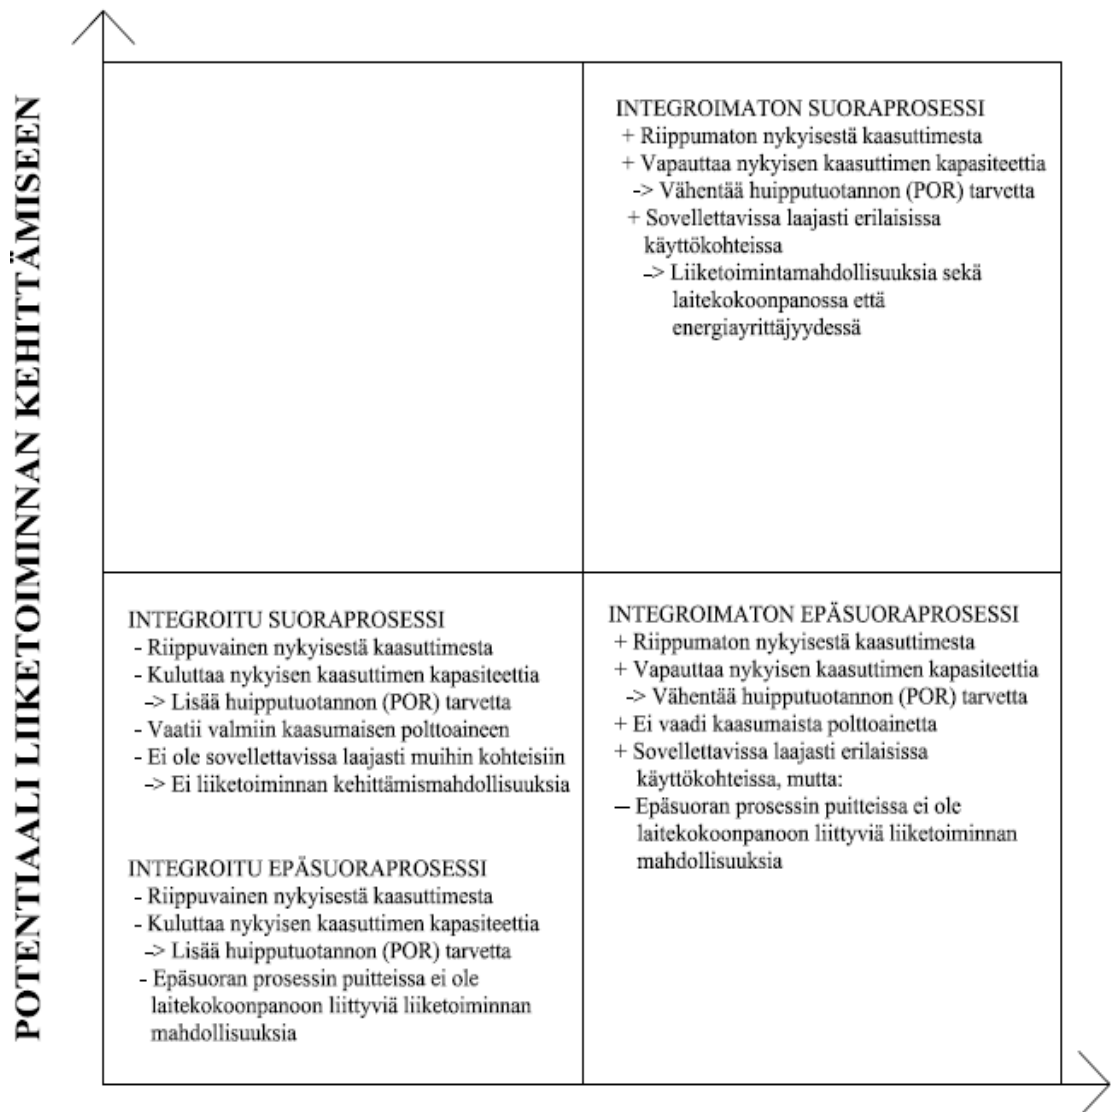 POTENTIAALI LIIKETOIMINNAN KEHITTÄMISEEN
INTEGROIMATON SUORAPROSESSI
+ Riippumaton nykyisestä kaasuttimesta
+ Vapauttaa nykyisen kaasuttimen kapasiteettia
-> Vähentää huipputuotannon (POR) tarvetta
+ Sovellettavissa laajasti erilaisissa
käyttökohteissa
-> Liiketoimintamahdollisuuksia sekä
laitekokoonpanossa että
energiayrittäjyydessä
INTEGROITU SUORAPROSESSI
- Riippuvainen nykyisestä kaasuttimesta
- Kuluttaa nykyisen kaasuttimen kapasiteettia
-> Lisää huipputuotannon (POR) tarvetta
- Vaatii valmiin kaasumaisen polttoaineen
- Ei ole sovellettavissa laajasti muihin kohteisiin
-> Ei liiketoiminnan kehittämismahdollisuuksia
INTEGROITU EPÄSUORAPROSESSI
- Riippuvainen nykyisestä kaasuttimesta
- Kuluttaa nykyisen kaasuttimen kapasiteettia
-> Lisää huipputuotannon (POR) tarvetta
- Epäsuoran prosessin puitteissa ei ole
laitekokoonpanoon liittyviä liiketoiminnan
mahdollisuuksia
INTEGROIMATON EPÄSUORAPROSESSI
+ Riippumaton nykyisestä kaasuttimesta
+ Vapauttaa nykyisen kaasuttimen kapasiteettia
-> Vähentää huipputuotannon (POR) tarvetta
+ Ei vaadi kaasumaista polttoainetta
+ Sovellettavissa laajasti erilaisissa
käyttökohteissa, mutta:
— Epäsuoran prosessin puitteissa ei ole
laitekokoonpanoon liittyviä liiketoiminnan
mahdollisuuksia